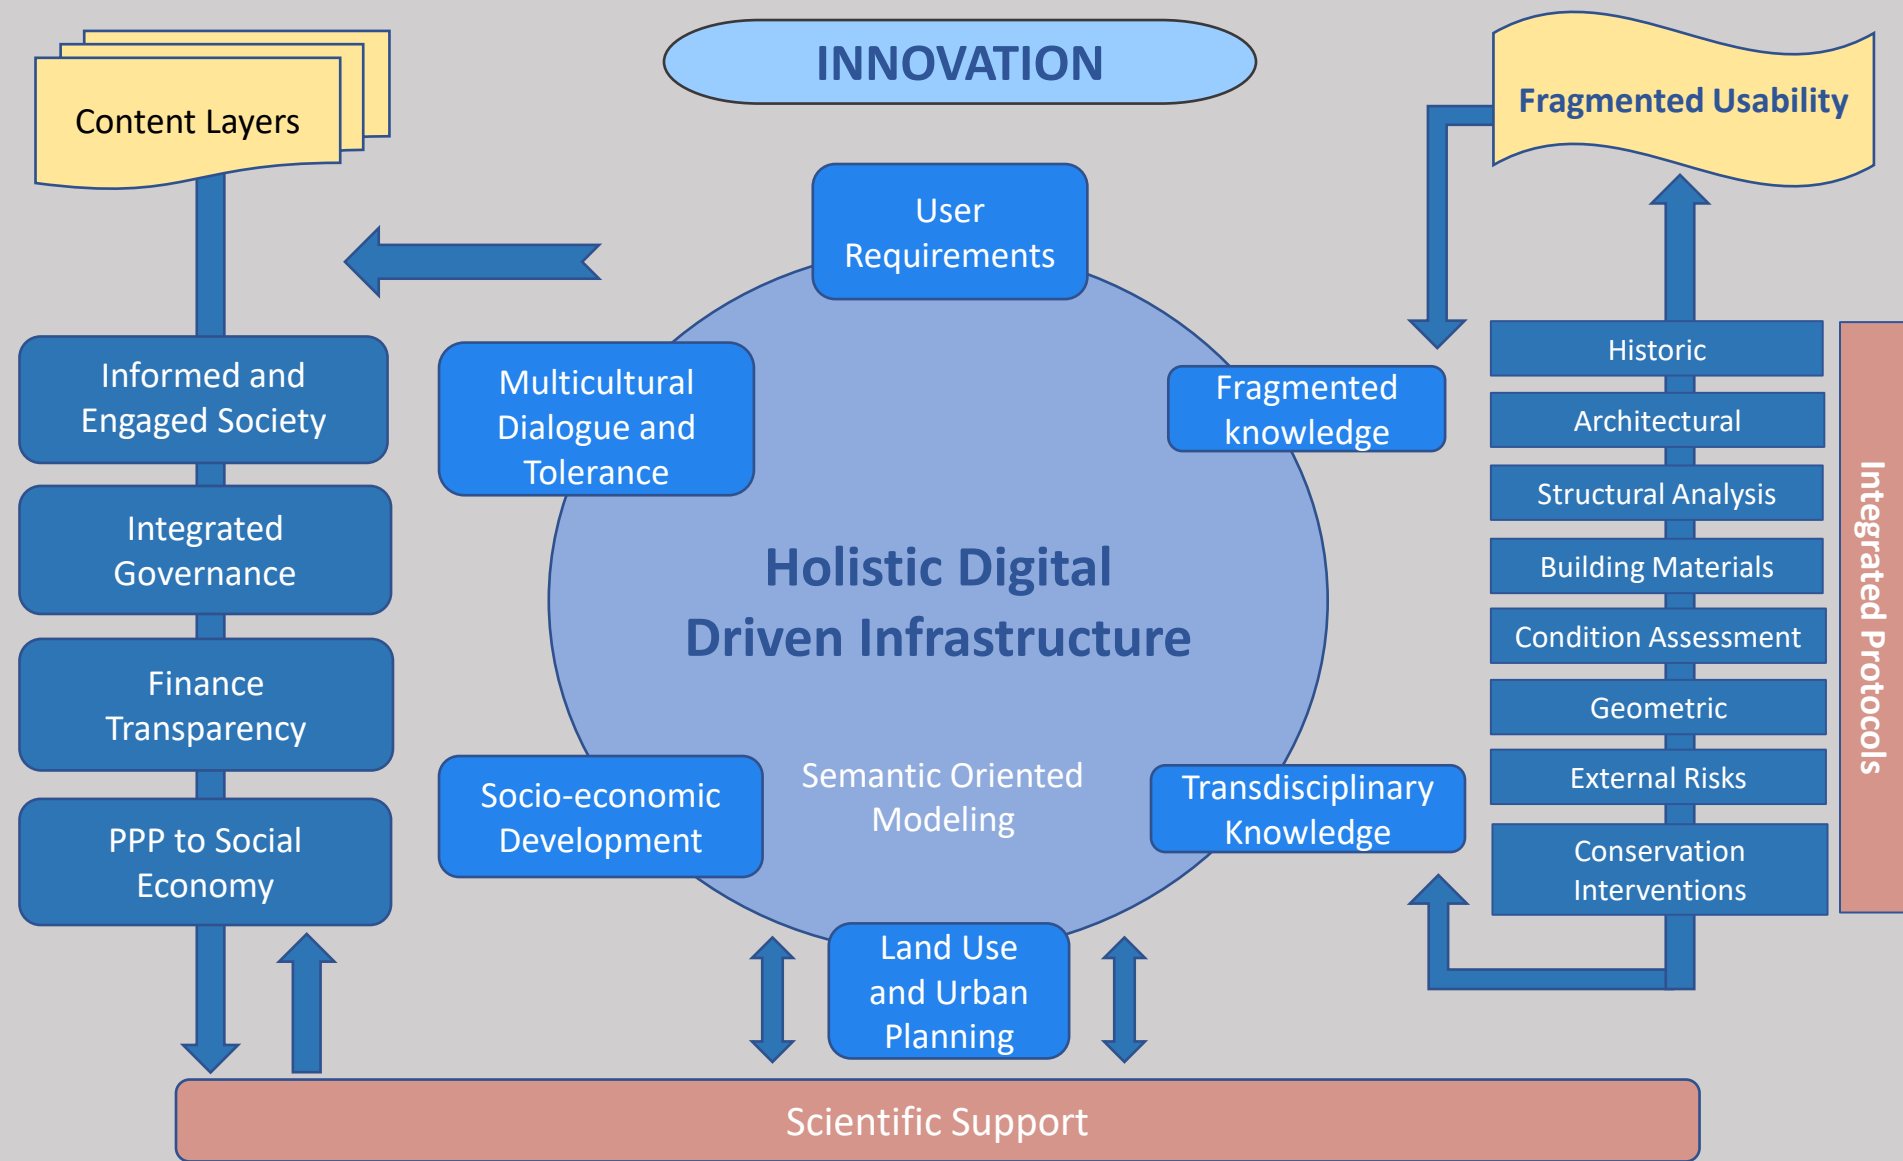 INNOVATION
Content Layers
Fragmented Usability
User
Requirements
Informed and
Engaged Society
Integrated
Governance
Finance
Transparency
PPP to Social
Economy
Multicultural
Dialogue and
Tolerance
Fragmented
knowledge
Holistic Digital
Driven Infrastructure
Semantic Oriented
Modeling
Socio-economic
Development
Transdisciplinary
Knowledge
Land Use
and Urban
Planning
Historic
Architectural
Structural Analysis
Building Materials
Condition Assessment
Geometric
External Risks
Conservation
Interventions
Integrated Protocols
Scientific Support